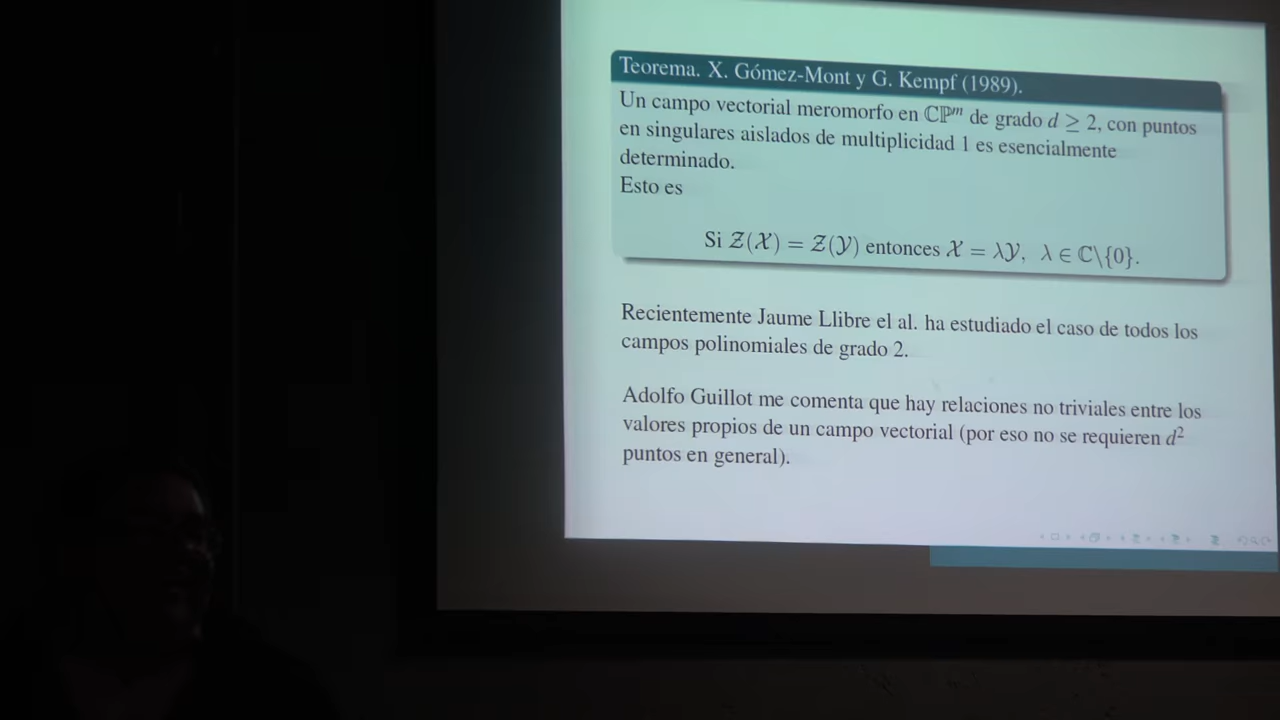 Teorema. X. Gómez-Mont y G. Kempf (1989).
Un campo vectorial meromorfo en ℂℙᵐ de grado d ≥ 2, con puntos
en singulares aislados de multiplicidad 1 es esencialmente
determinado.
Esto es
Si 𝒵(𝒳) = 𝒵(𝒴) entonces 𝒳 = λ𝒴, λ ∈ ℂ\{0}.
Recientemente Jaume Llibre el al. ha estudiado el caso de todos los
campos polinomiales de grado 2.
Adolfo Guillot me comenta que hay relaciones no triviales entre los
valores propios de un campo vectorial (por eso no se requieren d²
puntos en general).